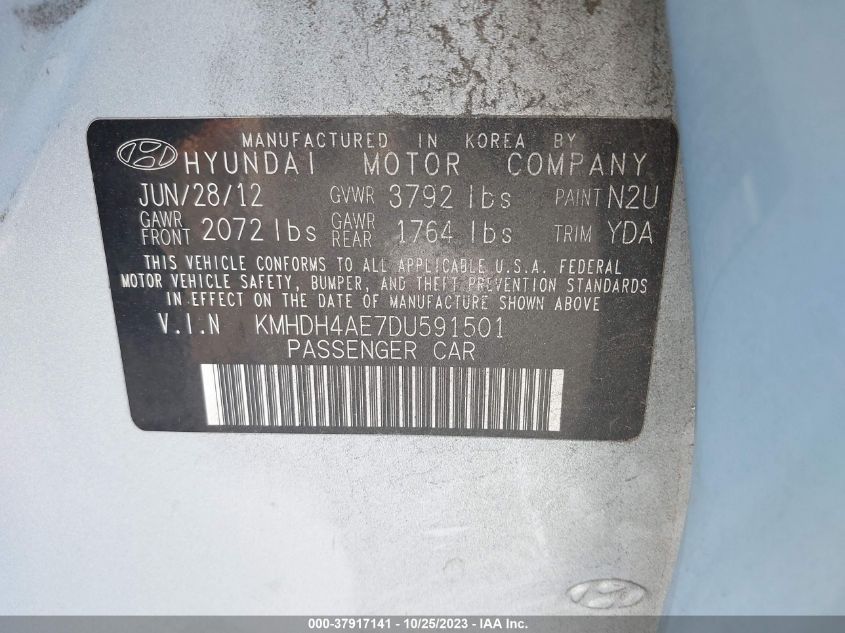 MANUFACTURED IN KOREA BY
HYUNDAI MOTOR COMPANY
JUN/28/12 GVWR 3792 lbs PAINT N2U
GAWR FRONT 2072 lbs GAWR REAR 1764 lbs TRIM YDA
THIS VEHICLE CONFORMS TO ALL APPLICABLE U.S.A. FEDERAL
MOTOR VEHICLE SAFETY, BUMPER, AND THEFT PREVENTION STANDARDS
IN EFFECT ON THE DATE OF MANUFACTURE SHOWN ABOVE
V.I.N KMHDH4AE7DU591501
PASSENGER CAR
000-37917141 - 10/25/2023 - IAA Inc.